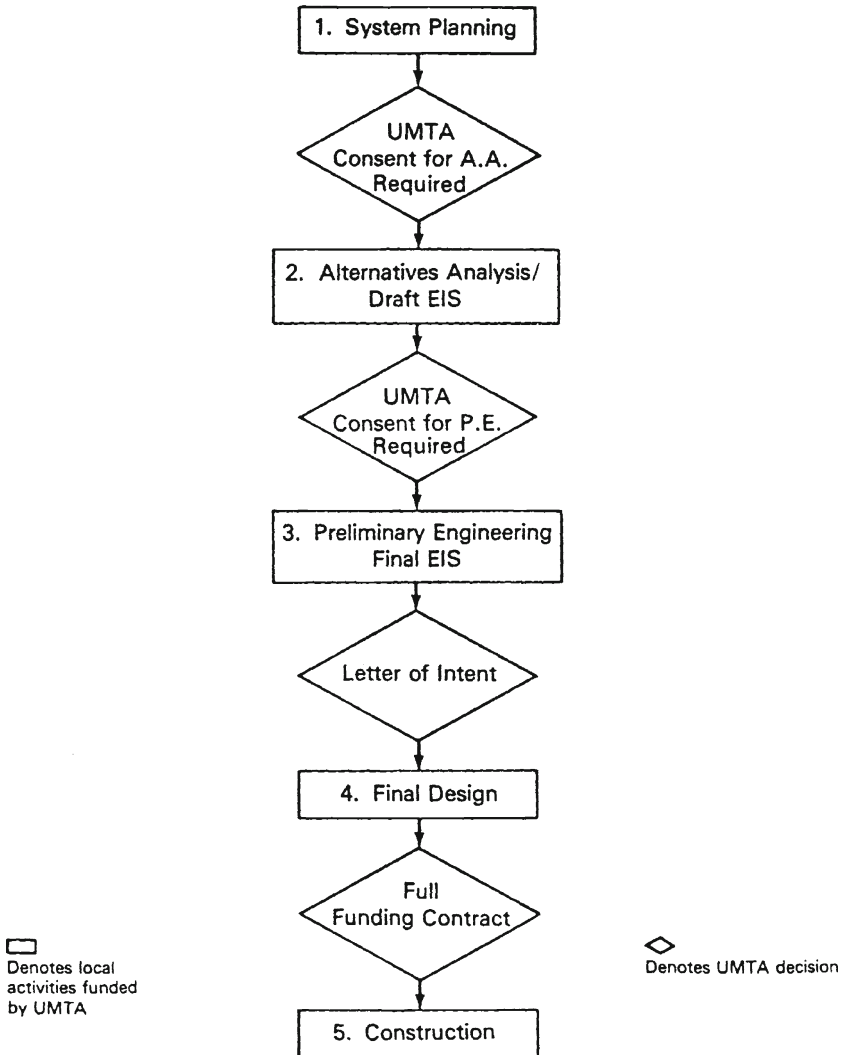 1. System Planning
UMTA
Consent for A.A.
Required
2. Alternatives Analysis/
Draft EIS
UMTA
Consent for P.E.
Required
3. Preliminary Engineering
Final EIS
Letter of Intent
4. Final Design
Full
Funding Contract
5. Construction
Denotes local
activities funded
by UMTA
Denotes UMTA decision